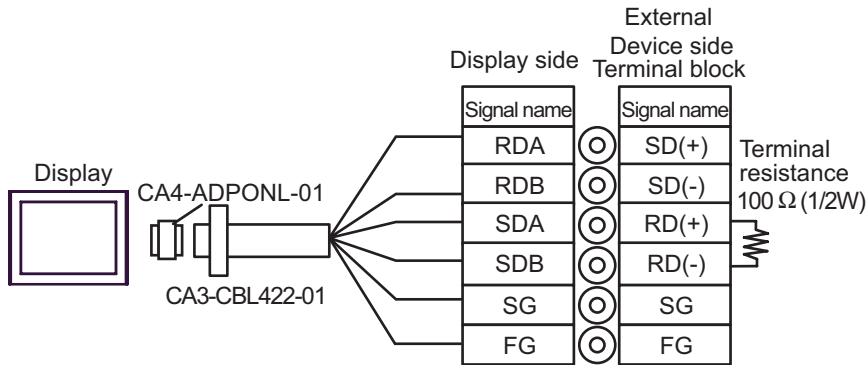 External
Device side
Terminal block
Display side
Signal name
Signal name
RDA
SD(+)
RDB
SD(-)
SDA
RD(+)
SDB
RD(-)
SG
SG
FG
FG
Terminal
resistance
100 Ω (1/2W)
Display
CA4-ADPONL-01
CA3-CBL422-01